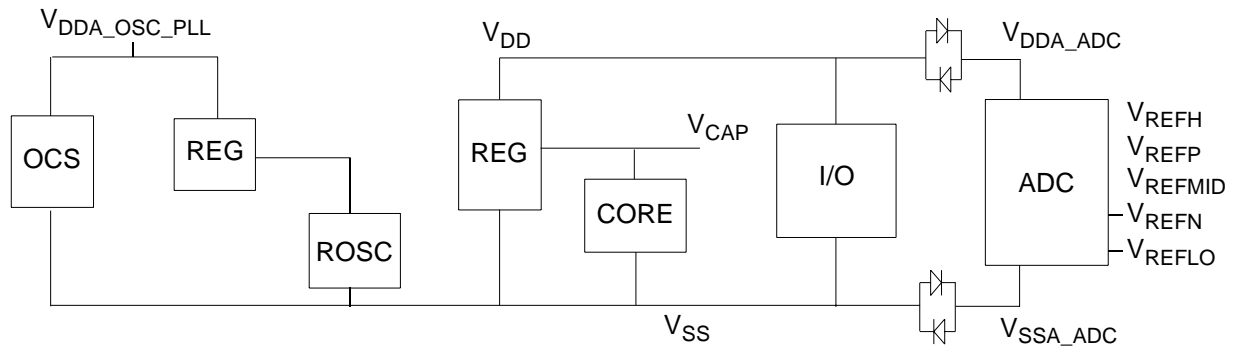 VDDA_OSC_PLL
VDD
VDDA_ADC
OCS
REG
ROSC
REG
VCAP
CORE
I/O
ADC
VREFH
VREFP
VREFMID
VREFN
VREFLO
VSS
VSSA_ADC